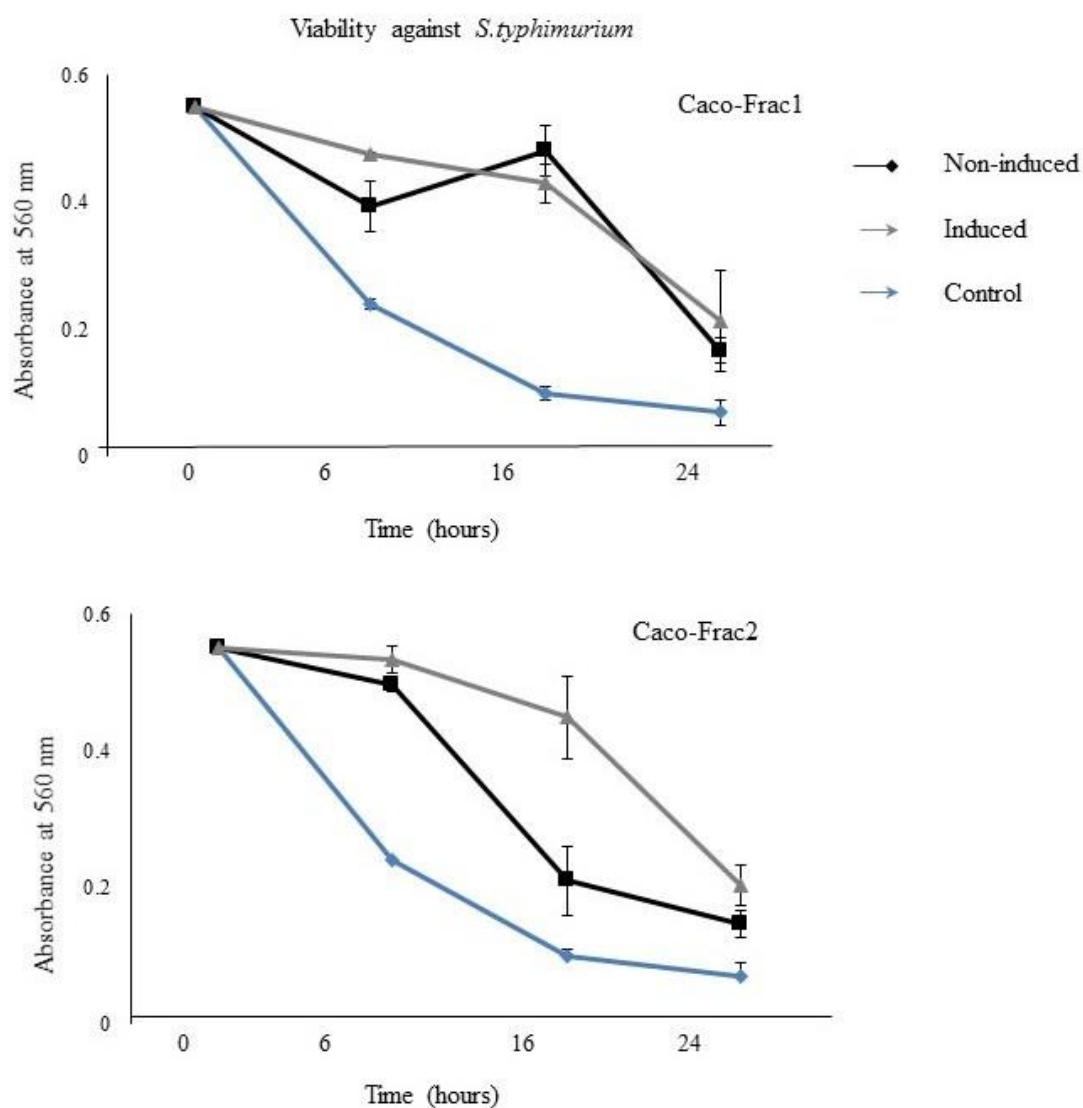 Viability against S.typhimurium
0.6
Caco-Frac1
Non-induced
0.4
Induced
Control
Absorbance at 560 nm
0.2
0
0 6 16 24
Time (hours)
0.6
Caco-Frac2
0.4
Absorbance at 560 nm
0.2
0
0 6 16 24
Time (hours)